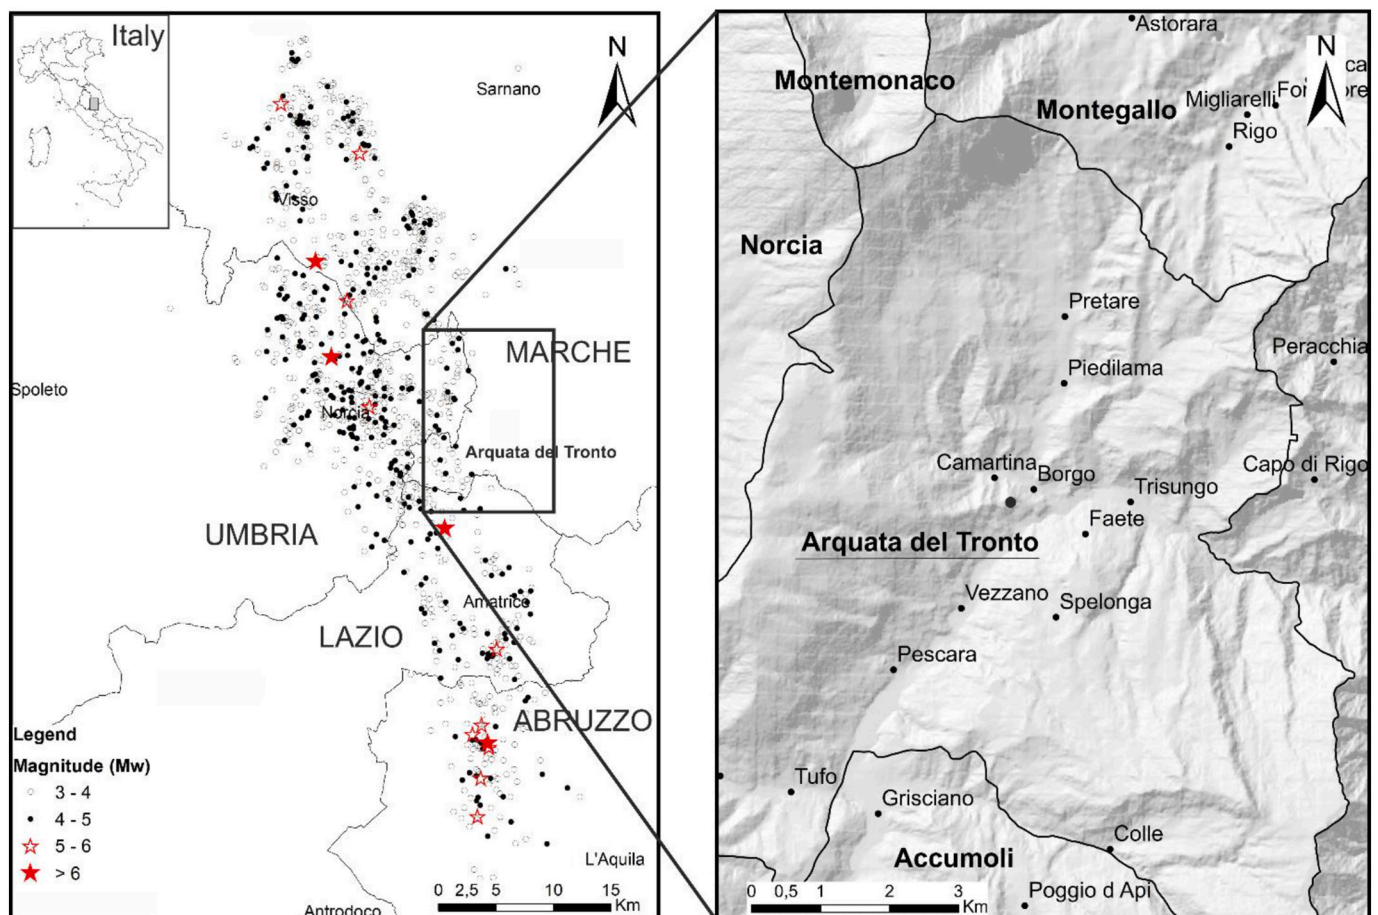 Italy
N
Sarnano
Visso
MARCHE
Spoleto
Norcia
Arquata del Tronto
UMBRIA
Amatrice
LAZIO
ABRUZZO
Legend
Magnitude (Mw)
3 - 4
4 - 5
5 - 6
> 6
L'Aquila
Antrodoco
0 2,5 5 10 15
Km
Astorara
N
Montemonaco
Montegallo
Migliarelli
Rigo
Norcia
Pretare
Peracchia
Piedilama
Camartina
Borgo
Capo di Rigo
Trisungo
Faete
Arquata del Tronto
Vezzano
Spelonga
Pescara
Tufo
Grisciano
Colle
Accumoli
Poggio d Api
0 0,5 1 2 3
Km